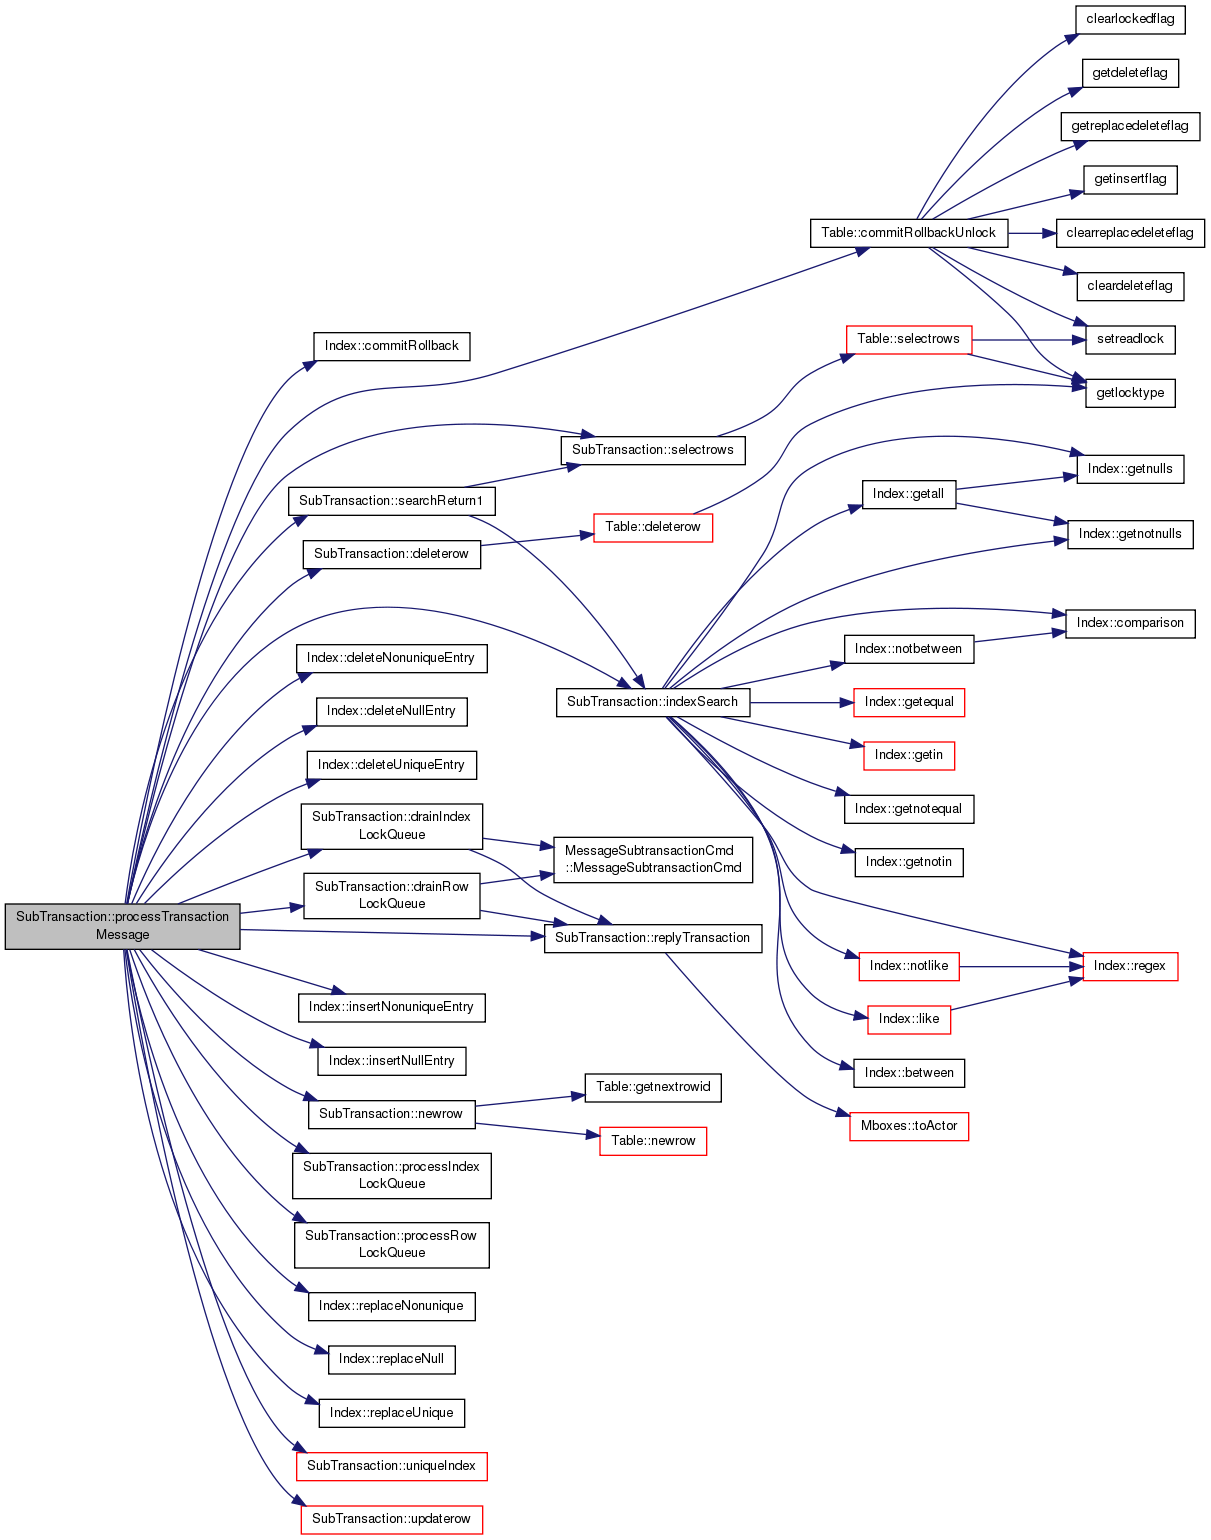 clearlockedflag
getdeleteflag
getreplacedeleteflag
getinsertflag
Table::commitRollbackUnlock
clearreplacedeleteflag
cleardeleteflag
Index::commitRollback
Table::selectrows
setreadlock
getlocktype
SubTransaction::selectrows
Index::getnulls
SubTransaction::searchReturn1
Index::getall
Table::deleterow
Index::getnotnulls
SubTransaction::deleterow
Index::comparison
Index::deleteNonuniqueEntry
Index::notbetween
SubTransaction::indexSearch
Index::getequal
Index::deleteNullEntry
Index::deleteUniqueEntry
Index::getin
SubTransaction::drainIndex
LockQueue
Index::getnotequal
MessageSubtransactionCmd
::MessageSubtransactionCmd
Index::getnotin
SubTransaction::drainRow
LockQueue
SubTransaction::processTransaction
Message
SubTransaction::replyTransaction
Index::notlike
Index::regex
Index::insertNonuniqueEntry
Index::like
Index::insertNullEntry
Index::between
SubTransaction::newrow
Table::getnextrowid
Table::newrow
Mboxes::toActor
SubTransaction::processIndex
LockQueue
SubTransaction::processRow
LockQueue
Index::replaceNonunique
Index::replaceNull
Index::replaceUnique
SubTransaction::uniqueIndex
SubTransaction::updaterow